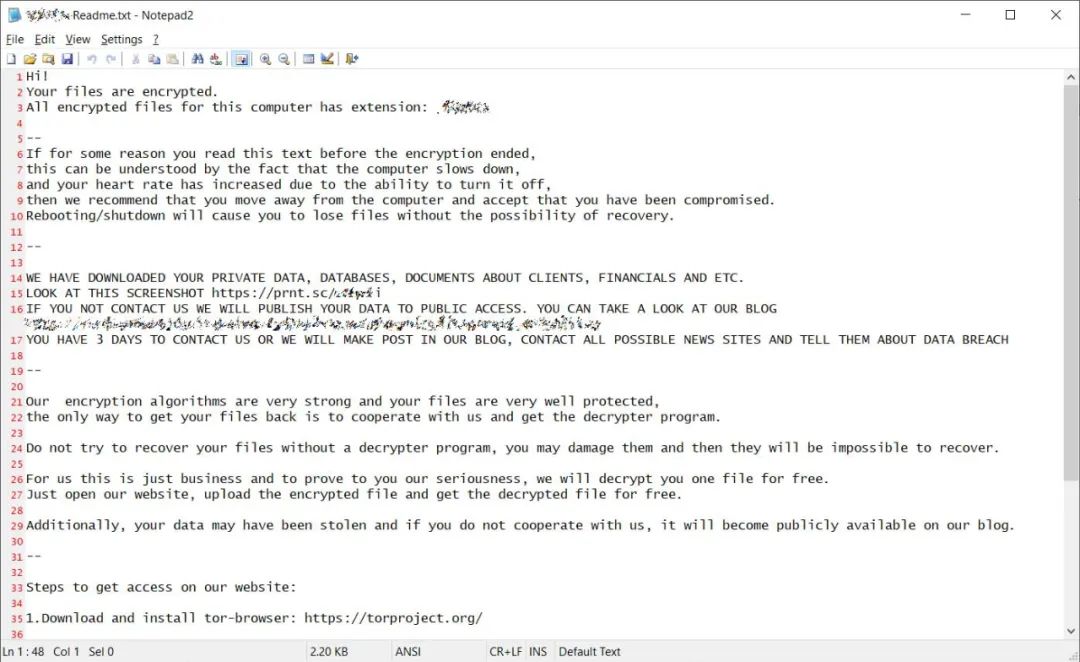 Readme.txt - Notepad2
File Edit View Settings ?
1 Hi!
2 Your files are encrypted.
3 All encrypted files for this computer has extension: .
4
5 --
6 If for some reason you read this text before the encryption ended,
7 this can be understood by the fact that the computer slows down,
8 and your heart rate has increased due to the ability to turn it off,
9 then we recommend that you move away from the computer and accept that you have been compromised.
10 Rebooting/shutdown will cause you to lose files without the possibility of recovery.
11
12 --
13
14 WE HAVE DOWNLOADED YOUR PRIVATE DATA, DATABASES, DOCUMENTS ABOUT CLIENTS, FINANCIALS AND ETC.
15 LOOK AT THIS SCREENSHOT https://prnt.sc/
16 IF YOU NOT CONTACT US WE WILL PUBLISH YOUR DATA TO PUBLIC ACCESS. YOU CAN TAKE A LOOK AT OUR BLOG
17 YOU HAVE 3 DAYS TO CONTACT US OR WE WILL MAKE POST IN OUR BLOG, CONTACT ALL POSSIBLE NEWS SITES AND TELL THEM ABOUT DATA BREACH
18
19 --
20
21 Our  encryption algorithms are very strong and your files are very well protected,
22 the only way to get your files back is to cooperate with us and get the decrypter program.
23
24 Do not try to recover your files without a decrypter program, you may damage them and then they will be impossible to recover.
25
26 For us this is just business and to prove to you our seriousness, we will decrypt you one file for free.
27 Just open our website, upload the encrypted file and get the decrypted file for free.
28
29 Additionally, your data may have been stolen and if you do not cooperate with us, it will become publicly available on our blog.
30
31 --
32
33 Steps to get access on our website:
34
35 1.Download and install tor-browser: https://torproject.org/
36
Ln 1 : 48 Col 1 Sel 0 2.20 KB ANSI CR+LF INS Default Text